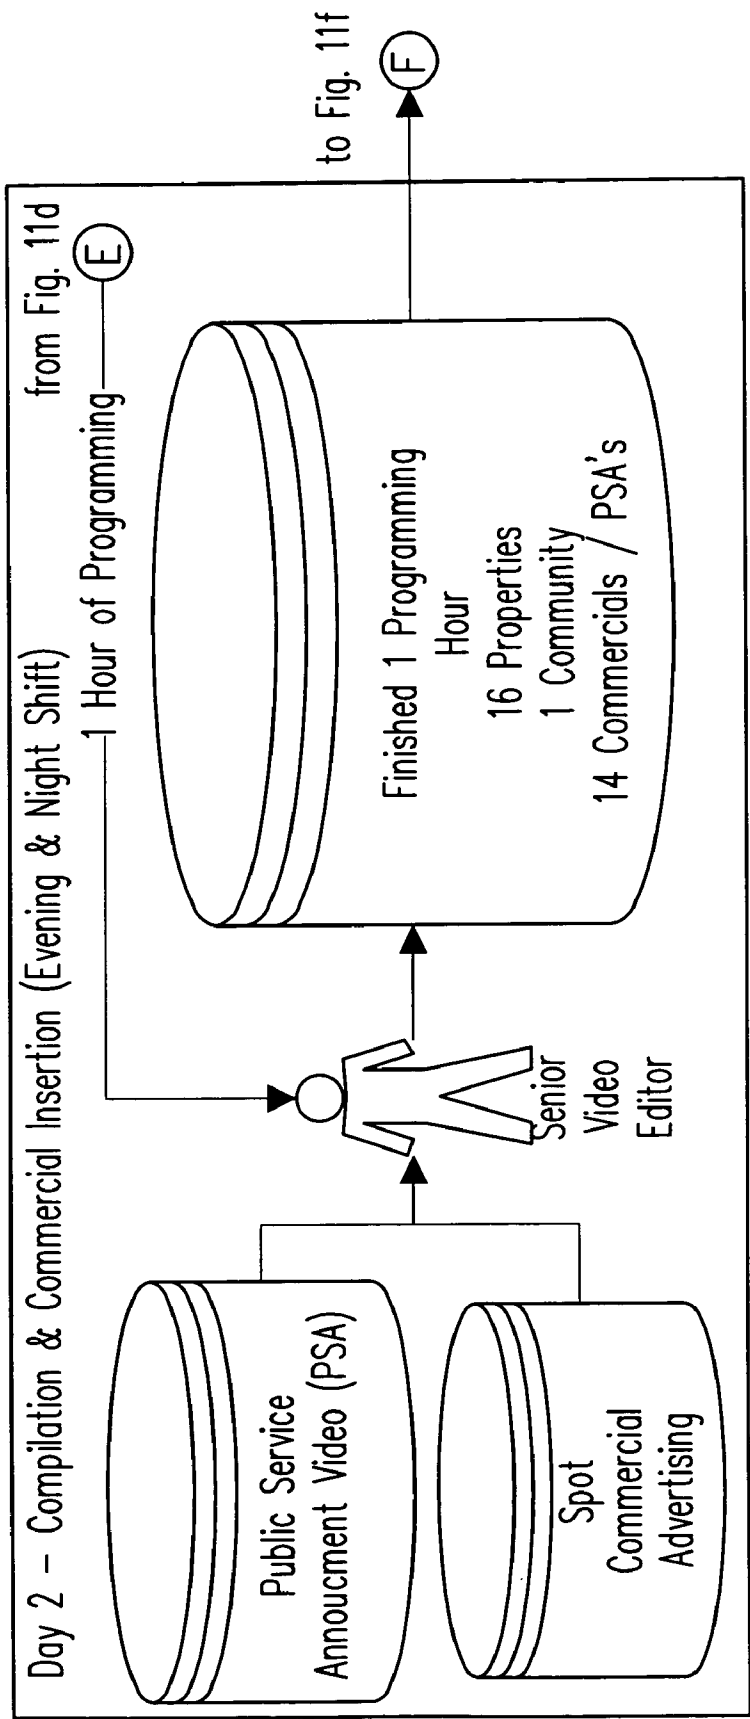 Day 2 - Compilation & Commercial Insertion (Evening & Night Shift)
from Fig. 11d
1 Hour of Programming
E
to Fig. 11f
F
Public Service
Annoucment Video (PSA)
Spot
Commercial
Advertising
Senior
Video
Editor
Finished 1 Programming
Hour
16 Properties
1 Community
14 Commercials / PSA's